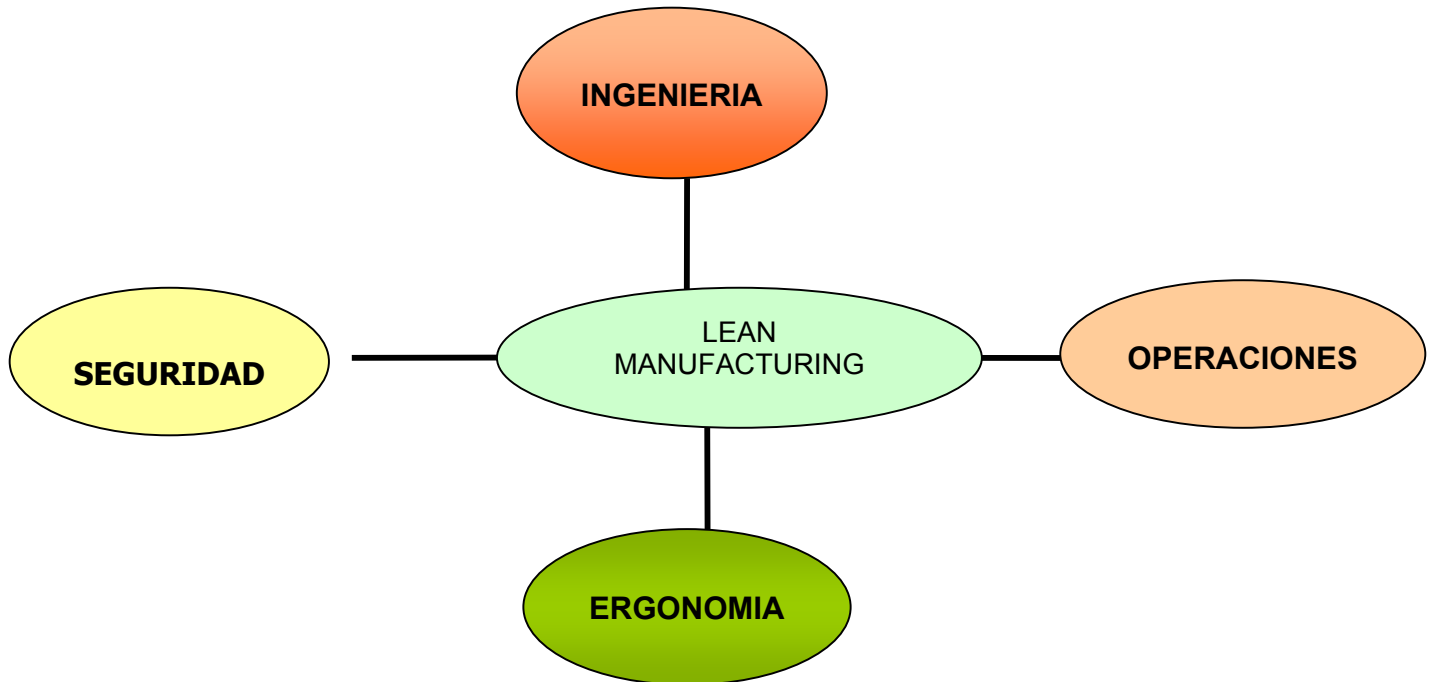 INGENIERIA
SEGURIDAD
LEAN
MANUFACTURING
OPERACIONES
ERGONOMIA